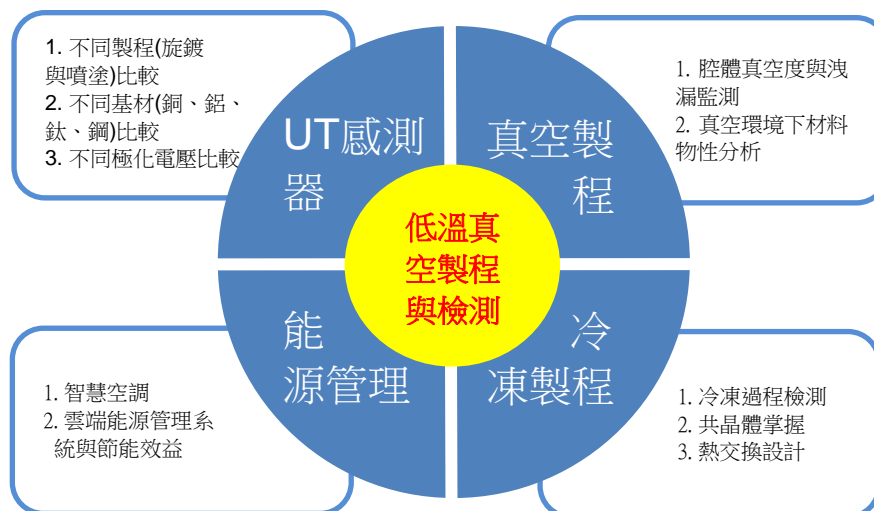 1. 不同製程(旋鍍
與噴塗)比較
2. 不同基材(銅、鋁、
鈦、鋼)比較
3. 不同極化電壓比較
UT感測
器
真空製
程
1. 腔體真空度與洩
漏監測
2. 真空環境下材料
物性分析
低溫真
空製程
與檢測
能
源管理
冷
凍製程
1. 智慧空調
2. 雲端能源管理系
統與節能效益
1. 冷凍過程檢測
2. 共晶體掌握
3. 熱交換設計